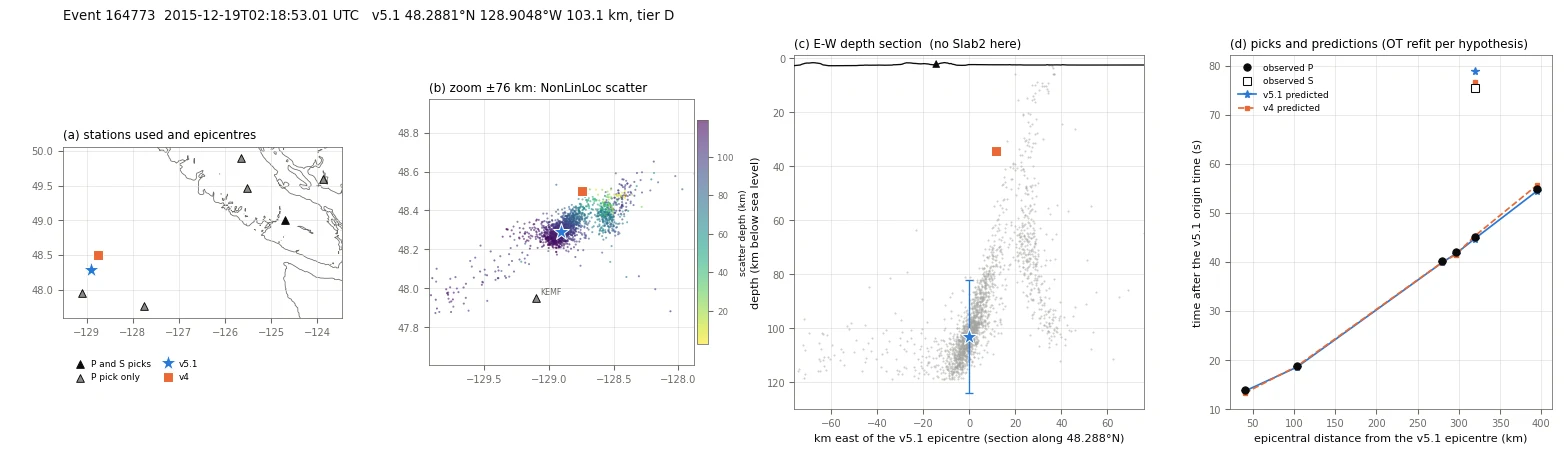 Event 164773  2015-12-19T02:18:53.01 UTC   v5.1 48.2881°N 128.9048°W 103.1 km, tier D
(a) stations used and epicentres
50.0
49.5
49.0
48.5
48.0
−129
−128
−127
−126
−125
−124
P and S picks
P pick only
v5.1
v4
(b) zoom ±76 km: NonLinLoc scatter
48.8
48.6
48.4
48.2
48.0
47.8
KEMF
−129.5
−129.0
−128.5
−128.0
100
80
60
40
20
scatter depth (km)
(c) E-W depth section  (no Slab2 here)
0
20
40
60
80
100
120
depth (km below sea level)
−60
−40
−20
0
20
40
60
km east of the v5.1 epicentre (section along 48.288°N)
(d) picks and predictions (OT refit per hypothesis)
observed P
observed S
v5.1 predicted
v4 predicted
80
70
60
50
40
30
20
10
time after the v5.1 origin time (s)
50
100
150
200
250
300
350
400
epicentral distance from the v5.1 epicentre (km)